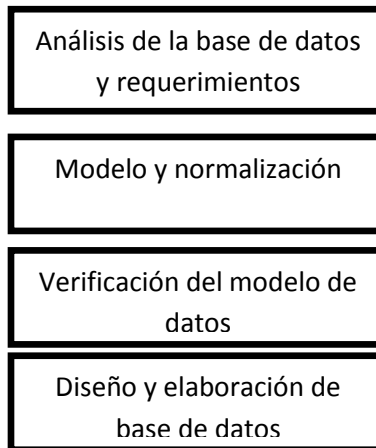 Análisis de la base de datos
y requerimientos
Modelo y normalización
Verificación del modelo de
datos
Diseño y elaboración de
base de datos